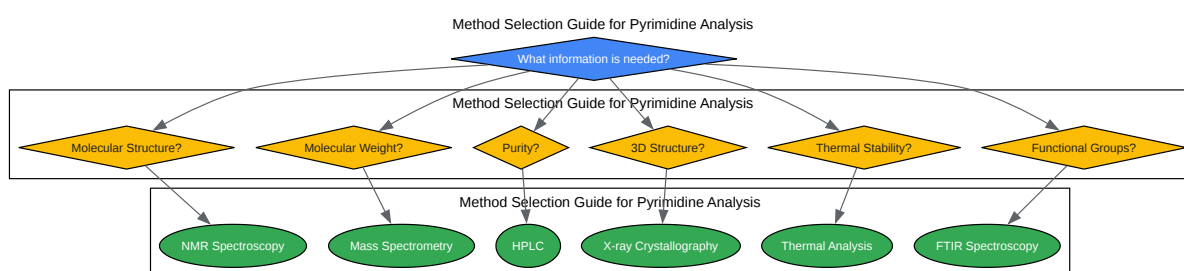 Method Selection Guide for Pyrimidine Analysis
What information is needed?
Method Selection Guide for Pyrimidine Analysis
Molecular Structure?
Molecular Weight?
Purity?
3D Structure?
Thermal Stability?
Functional Groups?
Method Selection Guide for Pyrimidine Analysis
NMR Spectroscopy
Mass Spectrometry
HPLC
X-ray Crystallography
Thermal Analysis
FTIR Spectroscopy